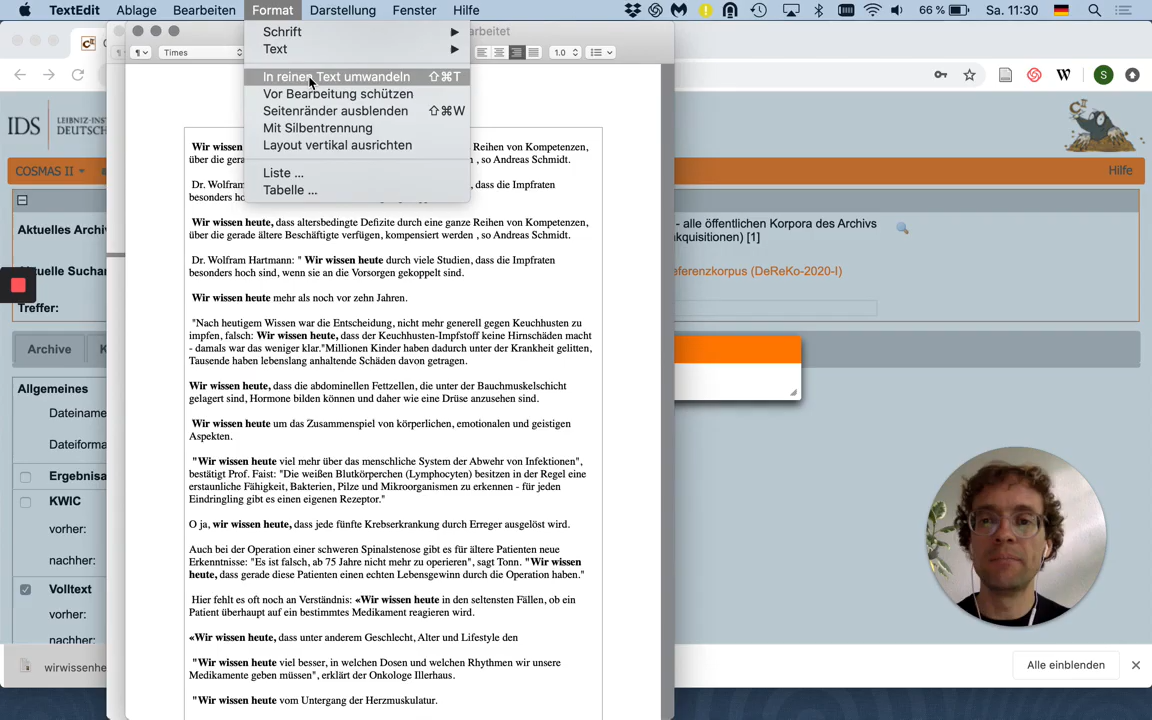 TextEdit Ablage Bearbeiten Format Darstellung Fenster Hilfe 66 % Sa. 11:30
Schrift
Text
In reinen Text umwandeln ⇧⌘T
Vor Bearbeitung schützen
Seitenränder ausblenden ⇧⌘W
Mit Silbentrennung
Layout vertikal ausrichten
Liste ...
Tabelle ...
arbeitet
Times 1.0
IDS LEIBNIZ-INS
DEUTSCH
COSMAS II
Hilfe
Aktuelles Archiv
- alle öffentlichen Korpora des Archivs
kquisitionen) [1]
ktuelle Suchan
eferenzkorpus (DeReKo-2020-I)
Treffer:
Archive K
Allgemeines
Dateiname
Dateiforma
Ergebnisa
KWIC
vorher:
nachher:
Volltext
vorher:
nachher:
Wir wissen Reihen von Kompetenzen,
über die gera , so Andreas Schmidt.
Dr. Wolfram , dass die Impfraten
besonders hoc
Wir wissen heute, dass altersbedingte Defizite durch eine ganze Reihen von Kompetenzen,
über die gerade ältere Beschäftigte verfügen, kompensiert werden , so Andreas Schmidt.
Dr. Wolfram Hartmann: " Wir wissen heute durch viele Studien, dass die Impfraten
besonders hoch sind, wenn sie an die Vorsorgen gekoppelt sind.
Wir wissen heute mehr als noch vor zehn Jahren.
"Nach heutigem Wissen war die Entscheidung, nicht mehr generell gegen Keuchhusten zu
impfen, falsch: Wir wissen heute, dass der Keuchhusten-Impfstoff keine Hirnschäden macht
- damals war das weniger klar."Millionen Kinder haben dadurch unter der Krankheit gelitten,
Tausende haben lebenslang anhaltende Schäden davon getragen.
Wir wissen heute, dass die abdominellen Fettzellen, die unter der Bauchmuskelschicht
gelagert sind, Hormone bilden können und daher wie eine Drüse anzusehen sind.
Wir wissen heute um das Zusammenspiel von körperlichen, emotionalen und geistigen
Aspekten.
"Wir wissen heute viel mehr über das menschliche System der Abwehr von Infektionen",
bestätigt Prof. Faist: "Die weißen Blutkörperchen (Lymphocyten) besitzen in der Regel eine
erstaunliche Fähigkeit, Bakterien, Pilze und Mikroorganismen zu erkennen - für jeden
Eindringling gibt es einen eigenen Rezeptor."
O ja, wir wissen heute, dass jede fünfte Krebserkrankung durch Erreger ausgelöst wird.
Auch bei der Operation einer schweren Spinalstenose gibt es für ältere Patienten neue
Erkenntnisse: "Es ist falsch, ab 75 Jahre nicht mehr zu operieren", sagt Tonn. "Wir wissen
heute, dass gerade diese Patienten einen echten Lebensgewinn durch die Operation haben."
Hier fehlt es oft noch an Verständnis: «Wir wissen heute in den seltensten Fällen, ob ein
Patient überhaupt auf ein bestimmtes Medikament reagieren wird.
«Wir wissen heute, dass unter anderem Geschlecht, Alter und Lifestyle den
"Wir wissen heute viel besser, in welchen Dosen und welchen Rhythmen wir unsere
Medikamente geben müssen", erklärt der Onkologe Illerhaus.
"Wir wissen heute vom Untergang der Herzmuskulatur.
wirwissenhe
Alle einblenden